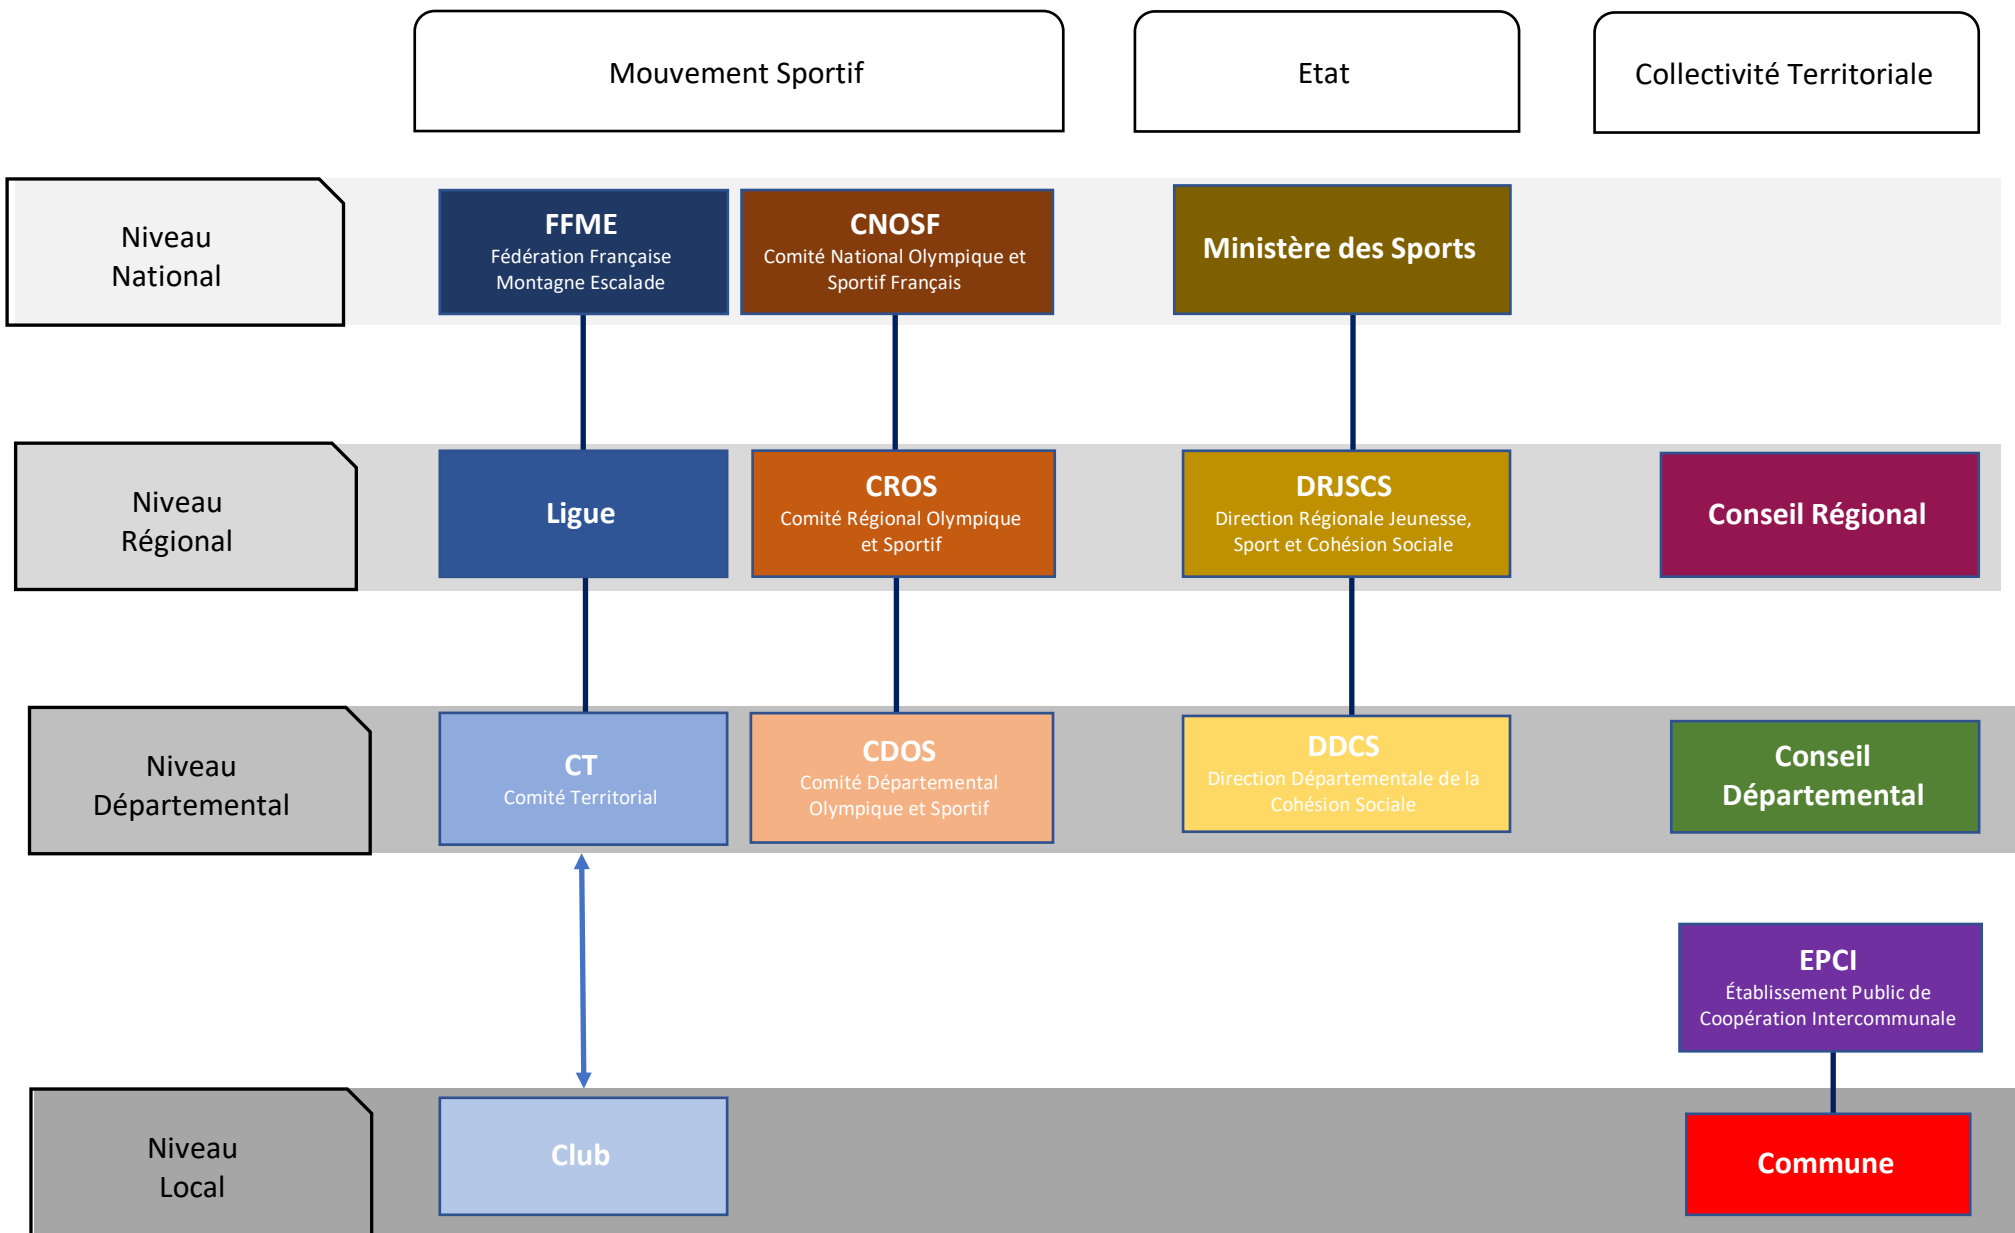 Mouvement Sportif
Etat
Collectivité Territoriale
Niveau
National
FFME
Fédération Française
Montagne Escalade
CNOSF
Comité National Olympique et
Sportif Français
Ministère des Sports
Niveau
Régional
Ligue
CROS
Comité Régional Olympique
et Sportif
DRJSCS
Direction Régionale Jeunesse,
Sport et Cohésion Sociale
Conseil Régional
Niveau
Départemental
CT
Comité Territorial
CDOS
Comité Départemental
Olympique et Sportif
DDCS
Direction Départementale de la
Cohésion Sociale
Conseil
Départemental
EPCI
Établissement Public de
Coopération Intercommunale
Niveau
Local
Club
Commune